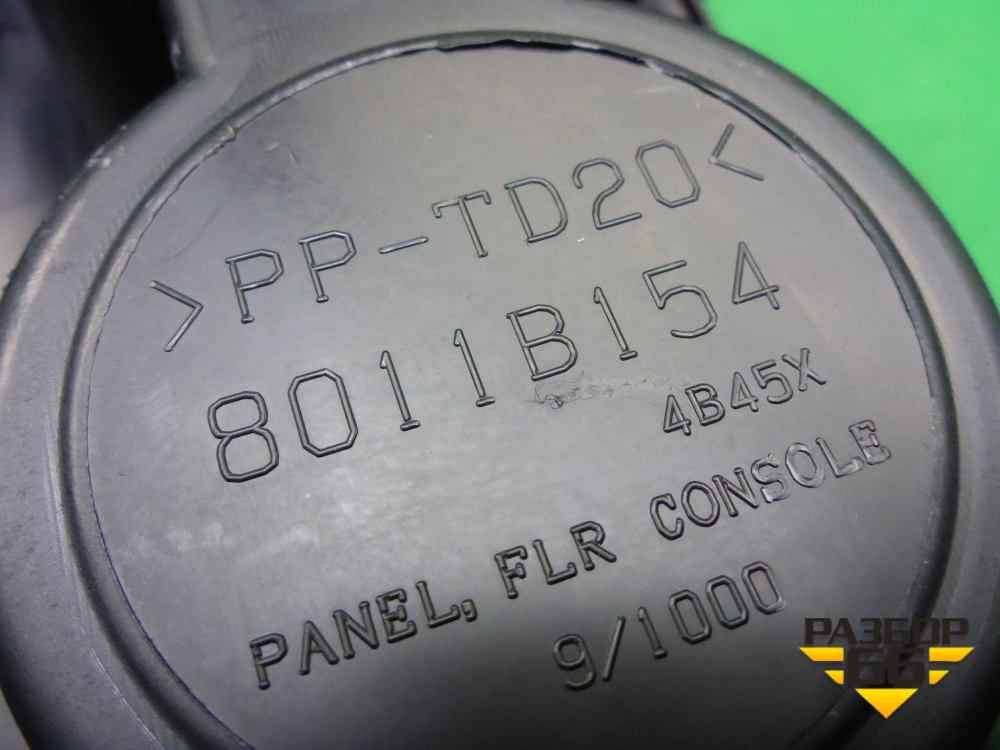 >PP-TD20<
8011B154
4B45X
PANEL, FLR CONSOLE
9/1000
РАЗБОР
66